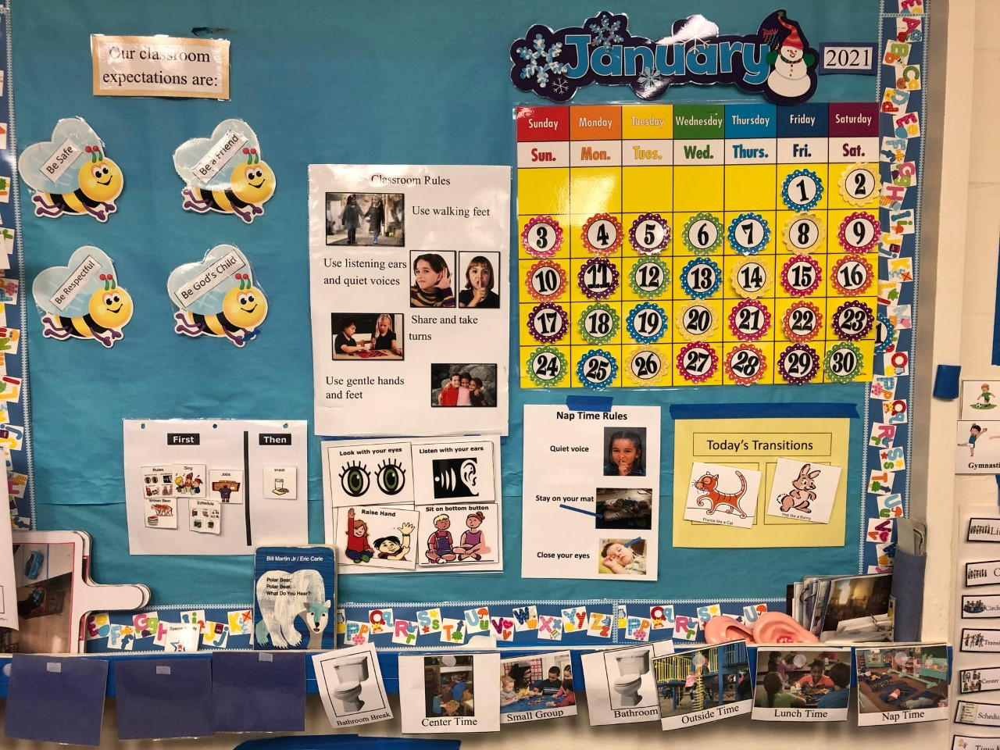 Our classroom
expectations are:
Be Safe
Be a Friend
Be Respectful
Be God's Child
Classroom Rules
Use walking feet
Use listening ears
and quiet voices
Share and take
turns
Use gentle hands
and feet
January
2021
Sunday Monday Tuesday Wednesday Thursday Friday Saturday
Sun. Mon. Tues. Wed. Thurs. Fri. Sat.
1 2
3 4 5 6 7 8 9
10 11 12 13 14 15 16
17 18 19 20 21 22 23
24 25 26 27 28 29 30
First
Then
Rules
Sing
Jobs
Brown Bear
Schedule
snack
Look with your eyes
Listen with your ears
Raise Hand
Sit on bottom button
Nap Time Rules
Quiet voice
Stay on your mat
Close your eyes
Today's Transitions
Prance like a Cat
Hop like a Bunny
Bill Martin Jr / Eric Carle
Polar Bear,
Polar Bear,
What Do You Hear?
Bathroom Break
Center Time
Small Group
Bathroom
Outside Time
Lunch Time
Nap Time